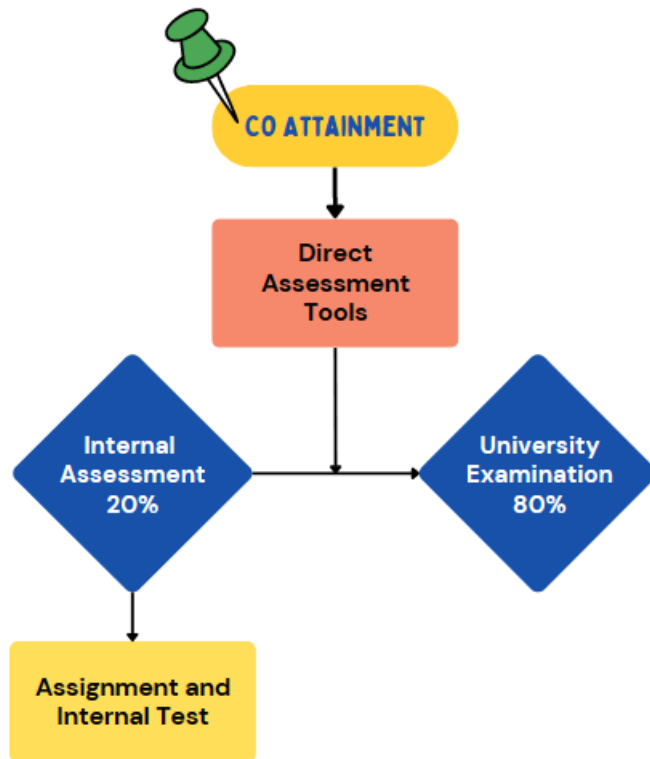 CO ATTAINMENT
Direct
Assessment
Tools
Internal
Assessment
20%
University
Examination
80%
Assignment and
Internal Test